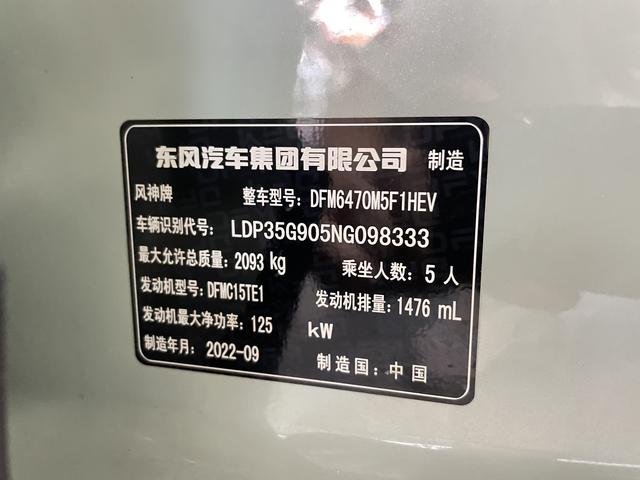 东风汽车集团有限公司 制造
风神牌 整车型号: DFM6470M5F1HEV
车辆识别代号: LDP35G905NG098333
最大允许总质量: 2093 kg 乘坐人数: 5 人
发动机型号: DFMC15TE1 发动机排量: 1476 mL
发动机最大净功率: 125 kW
制造年月: 2022-09 制造国: 中国